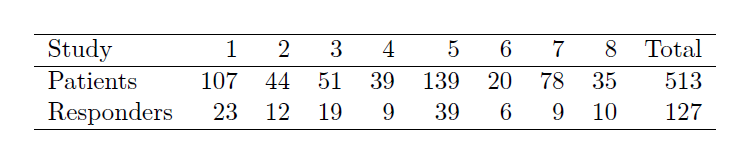 Study 1 2 3 4 5 6 7 8 Total
Patients 107 44 51 39 139 20 78 35 513
Responders 23 12 19 9 39 6 9 10 127